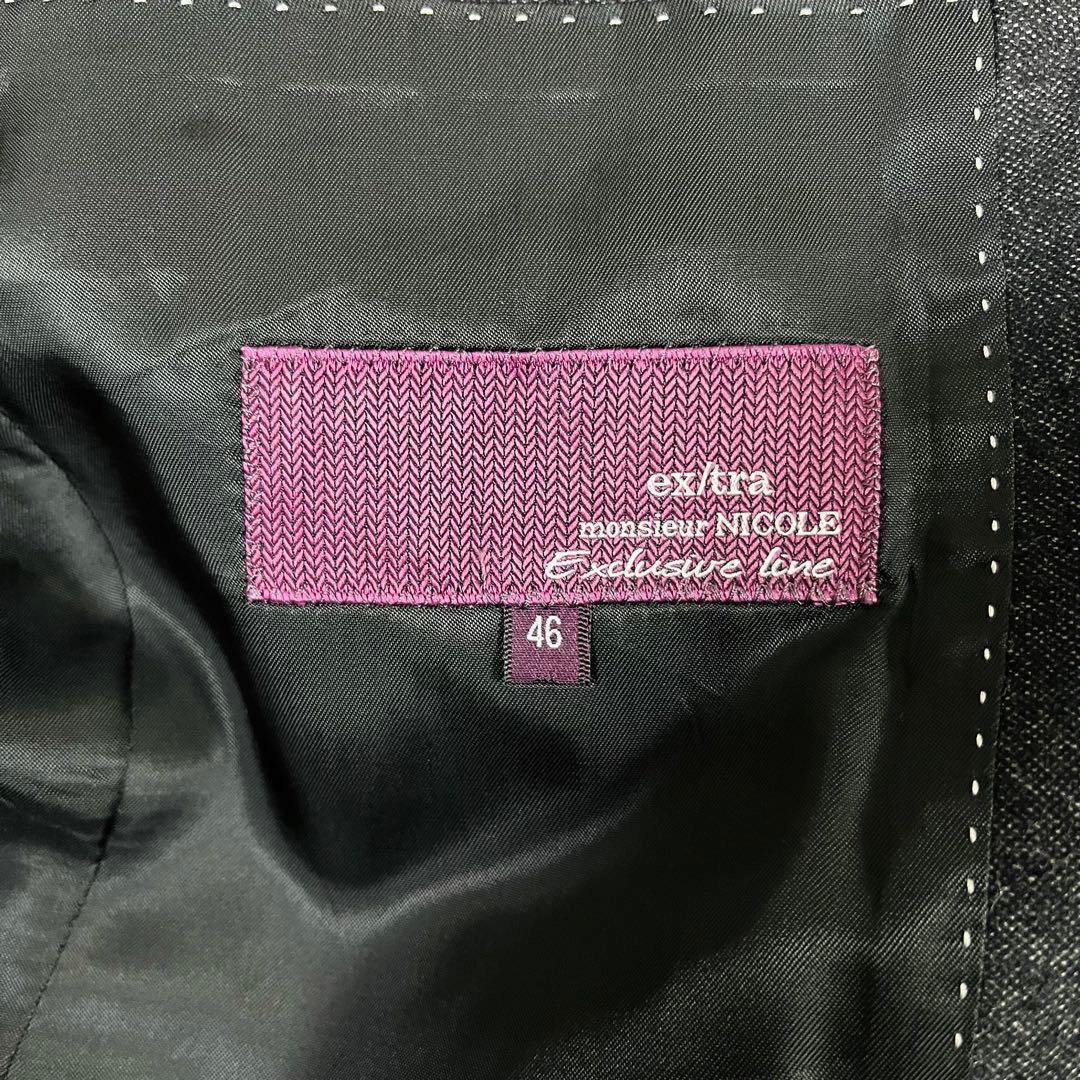 ex/tra
monsieur NICOLE
Exclusive line
46